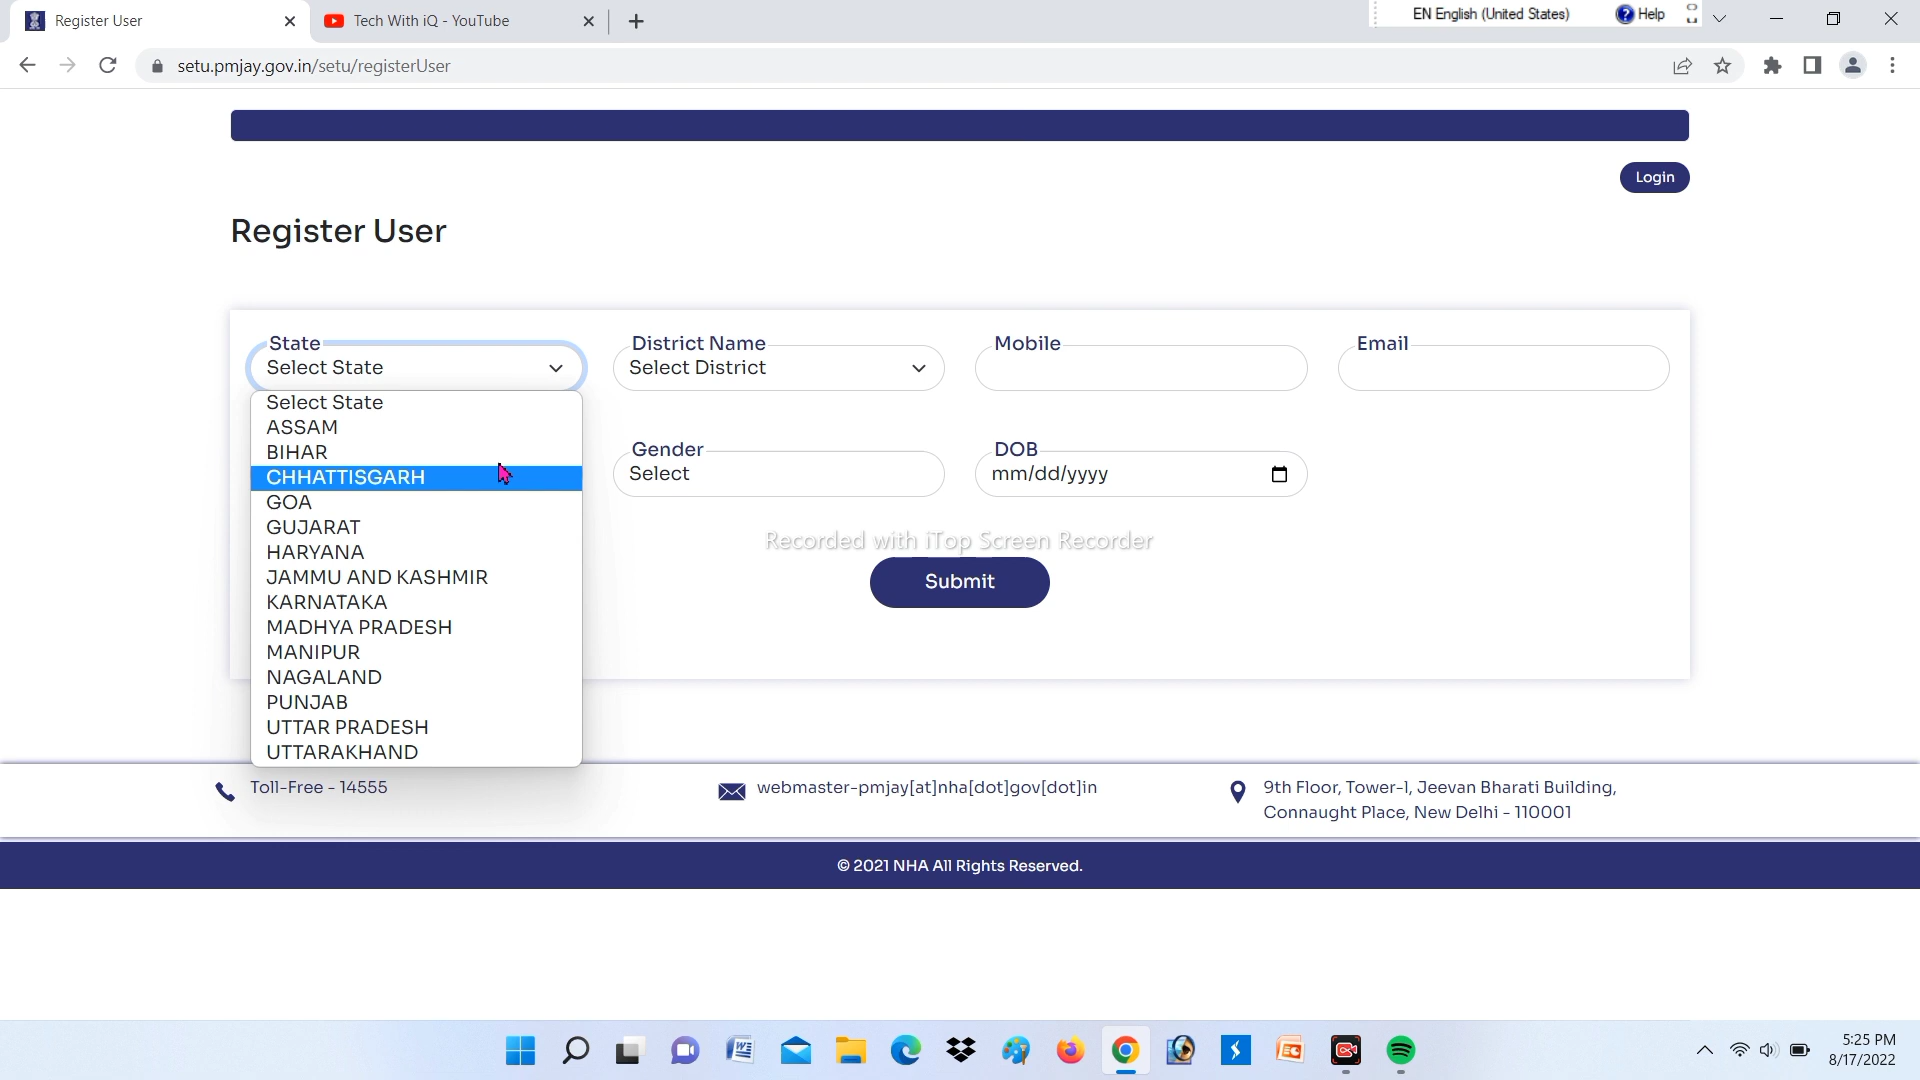 Register User
Tech With iQ - YouTube
EN English (United States)
Help
setu.pmjay.gov.in/setu/registerUser
Login
Register User
State
Select State
District Name
Select District
Mobile
Email
Select State
ASSAM
BIHAR
CHHATTISGARH
GOA
GUJARAT
HARYANA
JAMMU AND KASHMIR
KARNATAKA
MADHYA PRADESH
MANIPUR
NAGALAND
PUNJAB
UTTAR PRADESH
UTTARAKHAND
Gender
Select
DOB
mm/dd/yyyy
Recorded with iTop Screen Recorder
Submit
Toll-Free - 14555
webmaster-pmjay[at]nha[dot]gov[dot]in
9th Floor, Tower-l, Jeevan Bharati Building,
Connaught Place, New Delhi - 110001
© 2021 NHA All Rights Reserved.
5:25 PM
8/17/2022